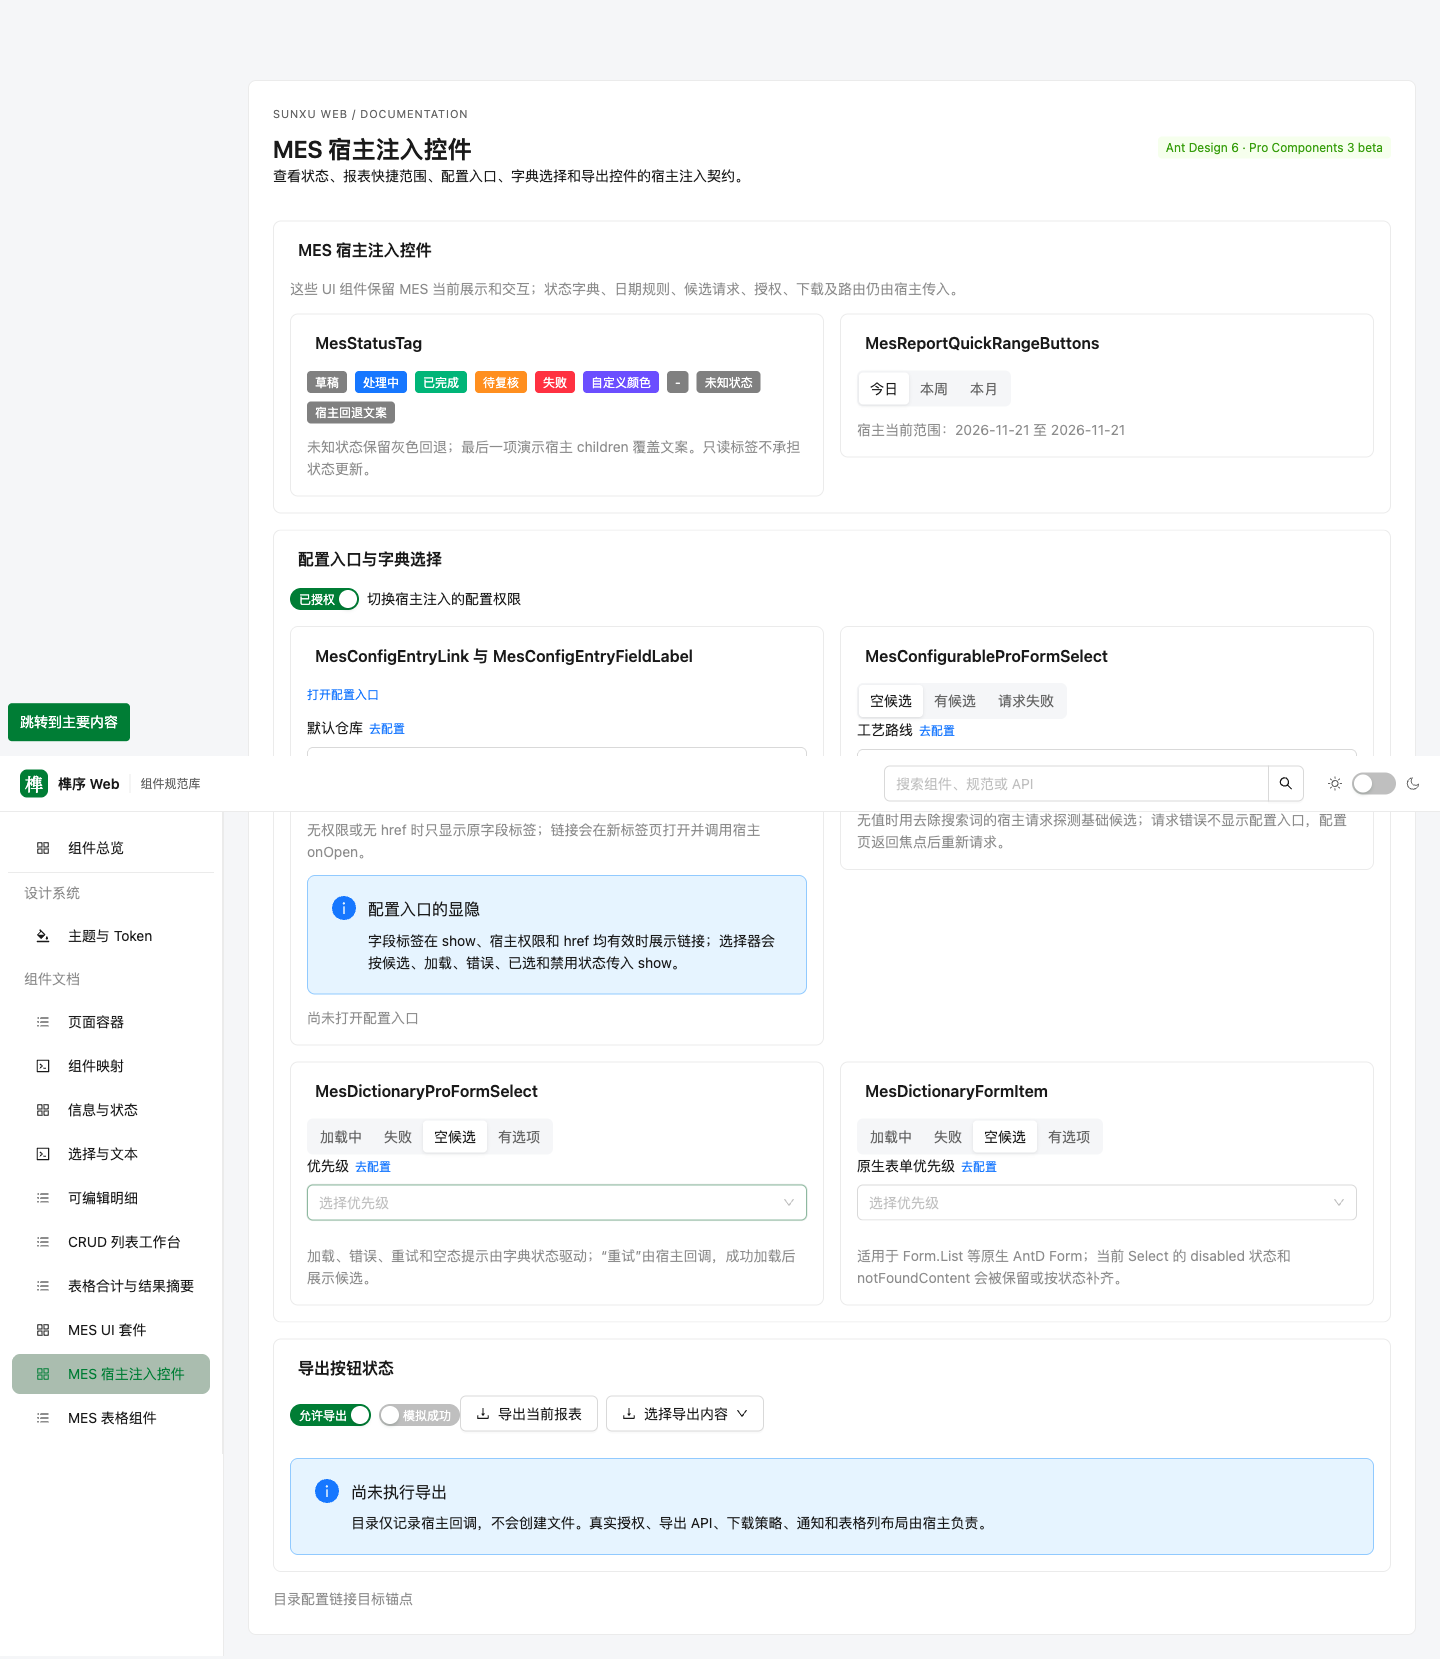 SUNXU WEB / DOCUMENTATION
MES 宿主注入控件
Ant Design 6 · Pro Components 3 beta
查看状态、报表快捷范围、配置入口、字典选择和导出控件的宿主注入契约。
MES 宿主注入控件
这些 UI 组件保留 MES 当前展示和交互；状态字典、日期规则、候选请求、授权、下载及路由仍由宿主传入。
MesStatusTag
草稿 处理中 已完成 待复核 失败 自定义颜色 - 未知状态
宿主回退文案
未知状态保留灰色回退；最后一项演示宿主 children 覆盖文案。只读标签不承担
状态更新。
MesReportQuickRangeButtons
今日 本周 本月
宿主当前范围：2026-11-21 至 2026-11-21
配置入口与字典选择
已授权 切换宿主注入的配置权限
MesConfigEntryLink 与 MesConfigEntryFieldLabel
打开配置入口
默认仓库 去配置
MesConfigurableProFormSelect
空候选 有候选 请求失败
工艺路线 去配置
跳转到主要内容
榫 榫序 Web 组件规范库
搜索组件、规范或 API
无权限或无 href 时只显示原字段标签；链接会在新标签页打开并调用宿主
onOpen。
配置入口的显隐
字段标签在 show、宿主权限和 href 均有效时展示链接；选择器会
按候选、加载、错误、已选和禁用状态传入 show。
尚未打开配置入口
无值时用去除搜索词的宿主请求探测基础候选；请求错误不显示配置入口，配置
页返回焦点后重新请求。
组件总览
设计系统
主题与 Token
组件文档
页面容器
组件映射
信息与状态
选择与文本
可编辑明细
CRUD 列表工作台
表格合计与结果摘要
MES UI 套件
MES 宿主注入控件
MES 表格组件
MesDictionaryProFormSelect
加载中 失败 空候选 有选项
优先级 去配置
选择优先级
加载、错误、重试和空态提示由字典状态驱动；“重试”由宿主回调，成功加载后
展示候选。
MesDictionaryFormItem
加载中 失败 空候选 有选项
原生表单优先级 去配置
选择优先级
适用于 Form.List 等原生 AntD Form；当前 Select 的 disabled 状态和
notFoundContent 会被保留或按状态补齐。
导出按钮状态
允许导出 模拟成功 导出当前报表 选择导出内容
尚未执行导出
目录仅记录宿主回调，不会创建文件。真实授权、导出 API、下载策略、通知和表格列布局由宿主负责。
目录配置链接目标锚点